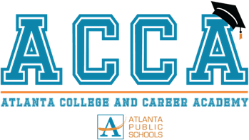 ACCA
ATLANTA COLLEGE AND CAREER ACADEMY
ATLANTA
PUBLIC
SCHOOLS